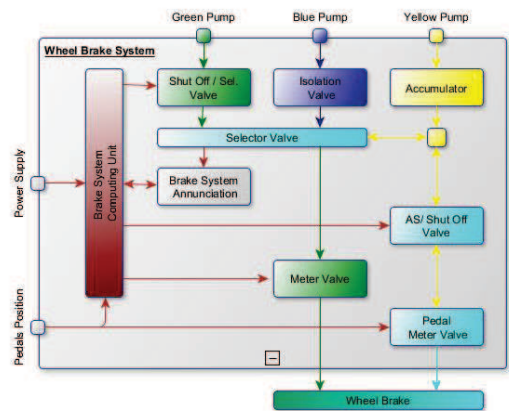 Green Pump
Blue Pump
Yellow Pump
Wheel Brake System
Shut Off / Sel.
Valve
Isolation
Valve
Accumulator
Selector Valve
Brake System
Annunciation
Brake System
Computing Unit
Power Supply
AS/ Shut Off
Valve
Meter Valve
Pedals Position
Pedal
Meter Valve
Wheel Brake